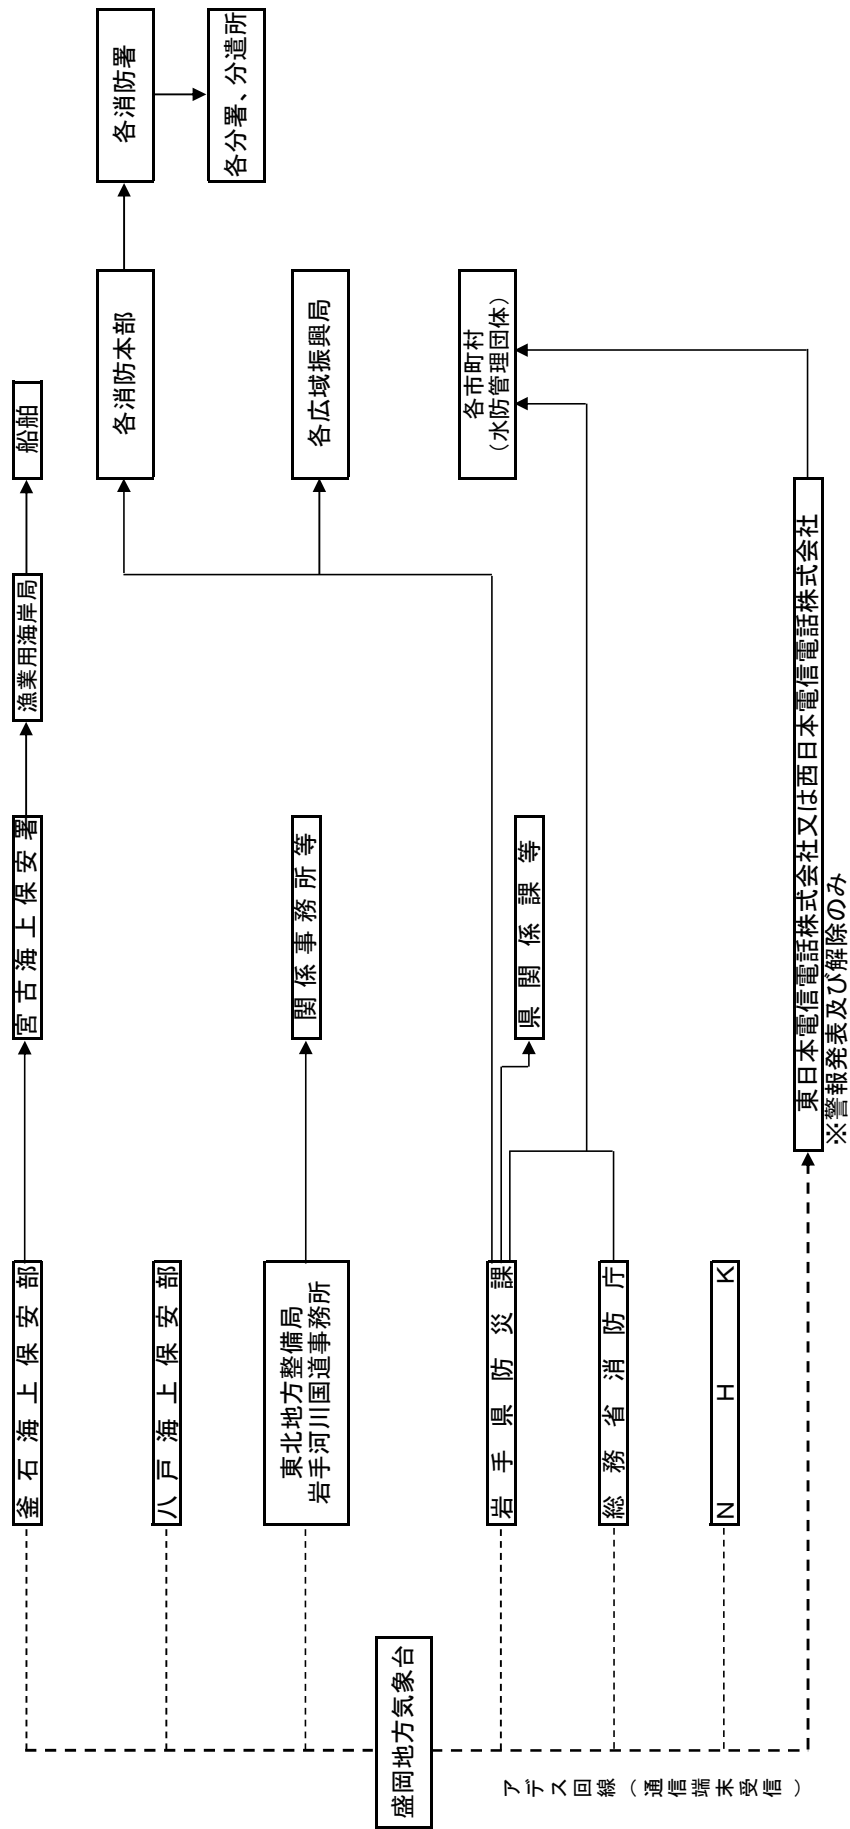 盛岡地方気象台
アデス回線（通信端末受信）
釜石海上保安部
宮古海上保安署
漁業用海岸局
船舶
八戸海上保安部
東北地方整備局
岩手河川国道事務所
関係事務所等
岩手県防災課
県関係課等
各消防本部
各消防署
各分署、分遣所
各広域振興局
各市町村
（水防管理団体）
総務省消防庁
ＮＨＫ
東日本電信電話株式会社又は西日本電信電話株式会社
※警報発表及び解除のみ